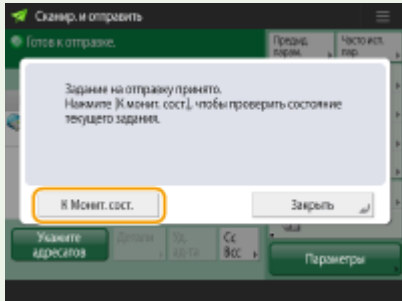 Сканир. и отправить
Готов к отправке.
Предыд. парам.
Часто исп. пар.
Задание на отправку принято.
Нажмите [К монит. сост.], чтобы проверить состояние
текущего задания.
К Монит. сост.
Закрыть
Укажите
адресатов
Детали
Cc
Bcc
Параметры